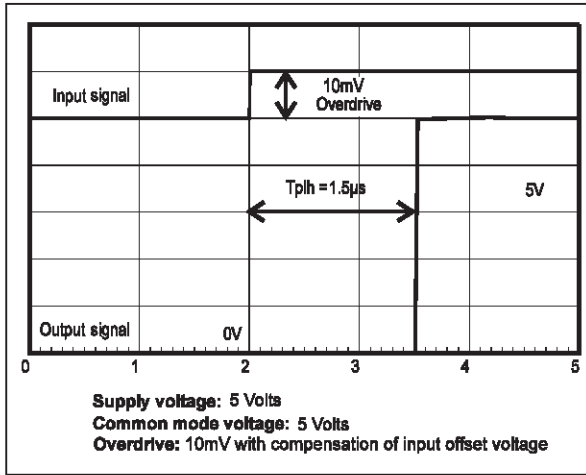 Input signal
10mV
Overdrive
Tplh = 1.5µs
5V
Output signal
0V
0 1 2 3 4 5
Supply voltage: 5 Volts
Common mode voltage: 5 Volts
Overdrive: 10mV with compensation of input offset voltage